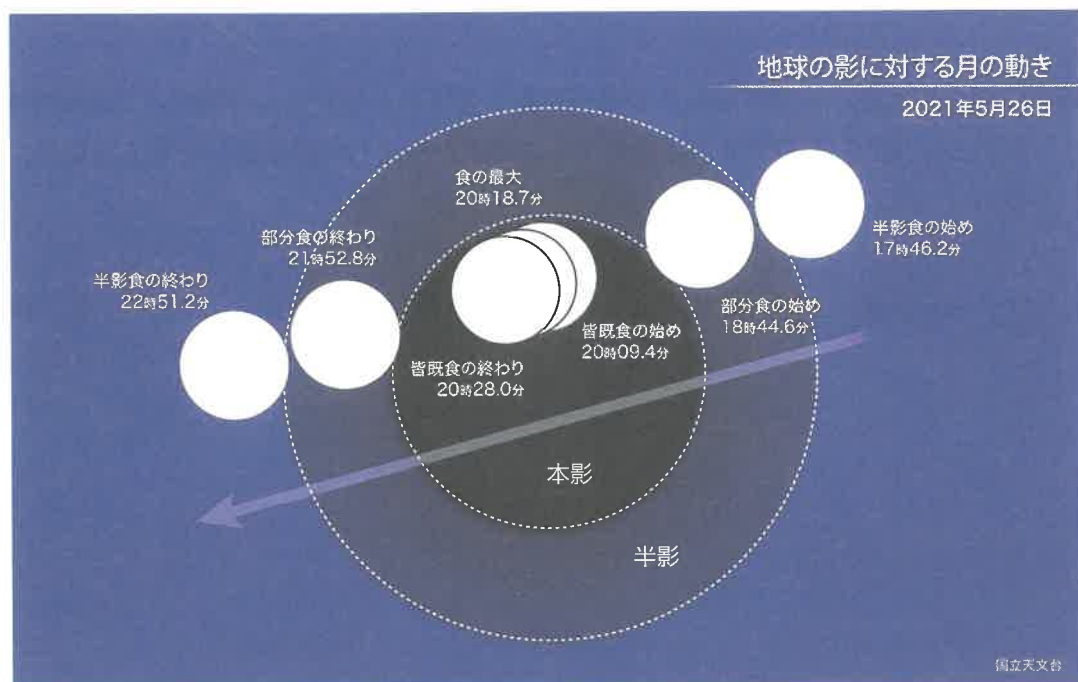 地球の影に対する月の動き
2021年5月26日
食の最大
20時18.7分
部分食の終わり
21時52.8分
半影食の終わり
22時51.2分
半影食の始め
17時46.2分
部分食の始め
18時44.6分
皆既食の始め
20時09.4分
皆既食の終わり
20時28.0分
本影
半影
国立天文台